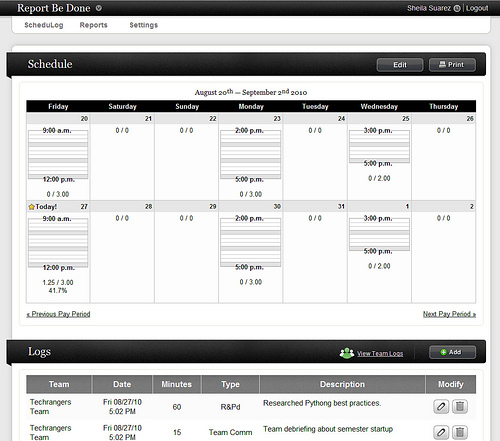 Report Be Done
Sheila Suarez Logout
ScheduLog Reports Settings
Schedule
Edit Print
August 20th — September 2nd 2010
Friday Saturday Sunday Monday Tuesday Wednesday Thursday
20 21 22 23 24 25 26
9:00 a.m. 0 / 0 0 / 0 2:00 p.m. 0 / 0 3:00 p.m. 0 / 0
5:00 p.m.
12:00 p.m. 5:00 p.m.
0 / 2.00
0 / 3.00 0 / 3.00
Today! 27 28 29 30 31 1 2
9:00 a.m. 0 / 0 0 / 0 2:00 p.m. 0 / 0 3:00 p.m. 0 / 0
5:00 p.m.
12:00 p.m. 5:00 p.m.
0 / 2.00
1.25 / 3.00 0 / 3.00
41.7%
« Previous Pay Period Next Pay Period »
Logs
View Team Logs Add
Team Date Minutes Type Description Modify
Techrangers Team Fri 08/27/10 5:02 PM 60 R&Pd Researched Pythong best practices.
Techrangers Team Fri 08/27/10 5:02 PM 15 Team Comm Team debriefing about semester startup